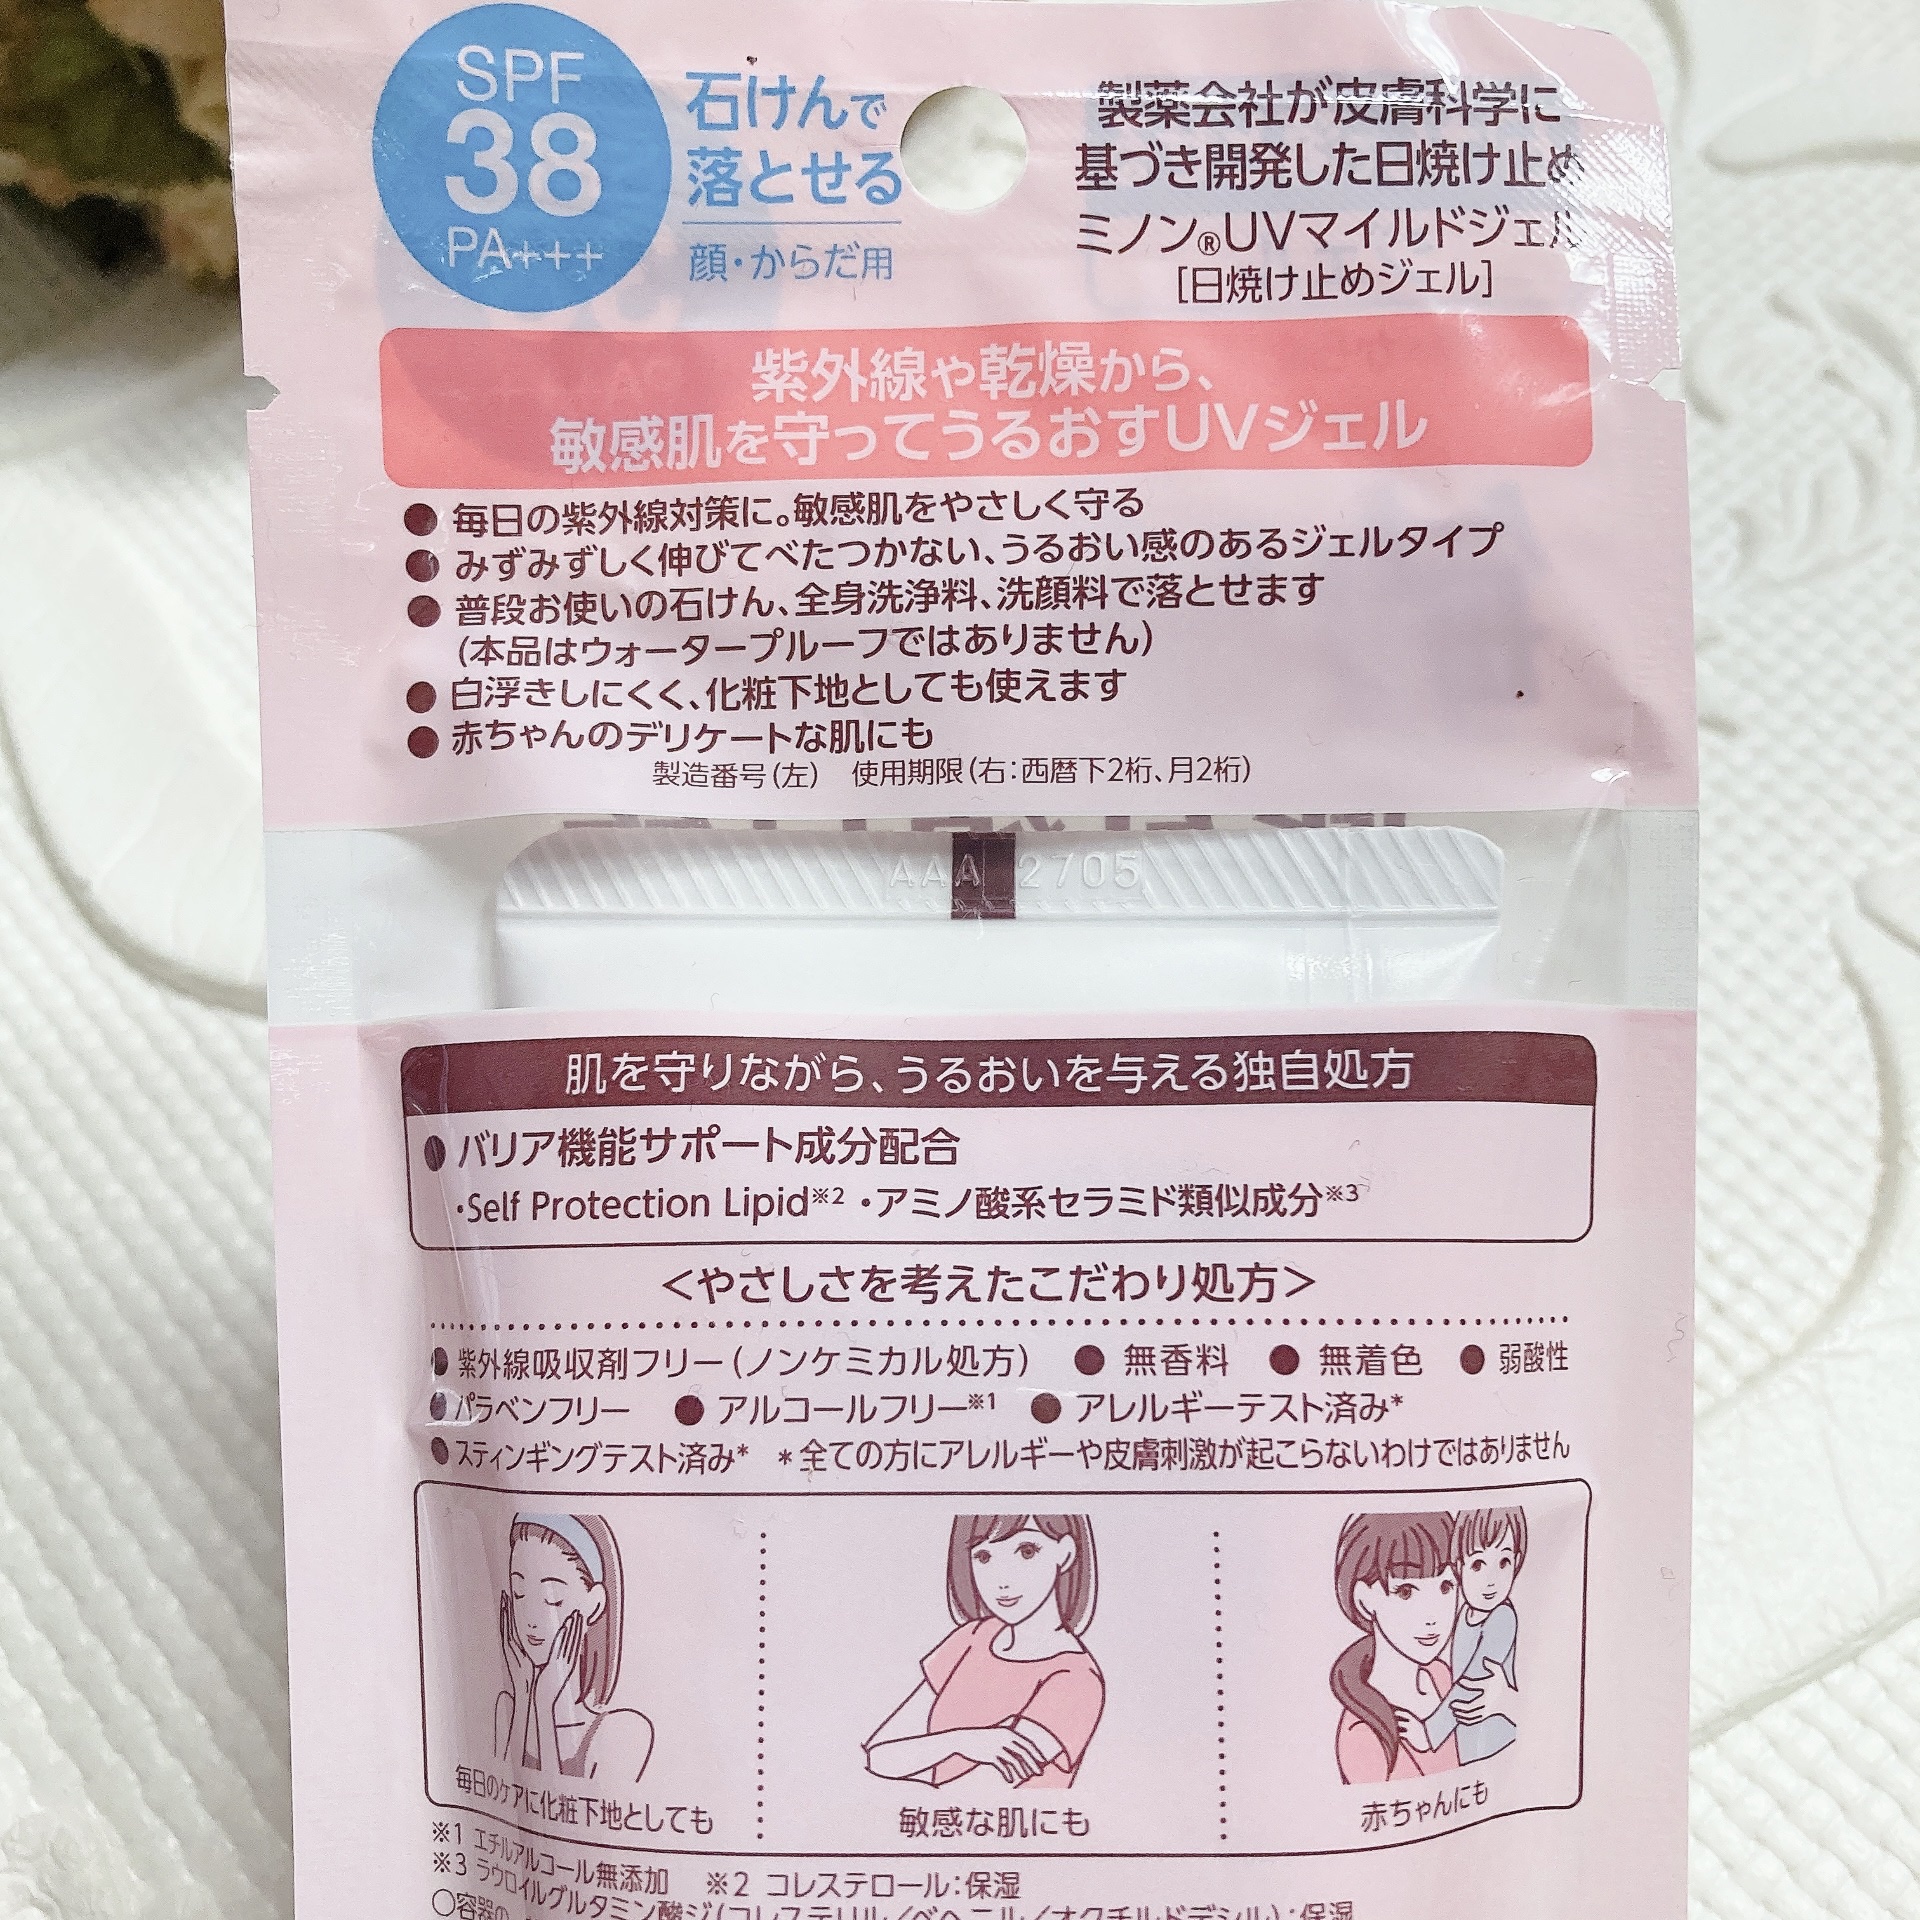 SPF
38
PA+++
石けんで
落とせる
顔・からだ用
製薬会社が皮膚科学に
基づき開発した日焼け止め
ミノン®UVマイルドジェル
[日焼け止めジェル]
紫外線や乾燥から、
敏感肌を守ってうるおすUVジェル
●毎日の紫外線対策に。敏感肌をやさしく守る
●みずみずしく伸びてべたつかない、うるおい感のあるジェルタイプ
●普段お使いの石けん、全身洗浄料、洗顔料で落とせます
(本品はウォータープルーフではありません)
●白浮きしにくく、化粧下地としても使えます
●赤ちゃんのデリケートな肌にも
製造番号(左) 使用期限(右:西暦下2桁、月2桁)
AAA 2705
肌を守りながら、うるおいを与える独自処方
●バリア機能サポート成分配合
・Self Protection Lipid※2 ・アミノ酸系セラミド類似成分※3
<やさしさを考えたこだわり処方>
●紫外線吸収剤フリー(ノンケミカル処方) ●無香料 ●無着色 ●弱酸性
●パラベンフリー ●アルコールフリー※1 ●アレルギーテスト済み*
●スティンギングテスト済み* *全ての方にアレルギーや皮膚刺激が起こらないわけではありません
毎日のケアに化粧下地としても
敏感な肌にも
赤ちゃんにも
※1 エチルアルコール無添加 ※2 コレステロール:保湿
※3 ラウロイルグルタミン酸ジ(コレステリル/ベヘニル/オクチルドデシル):保湿
○容器の